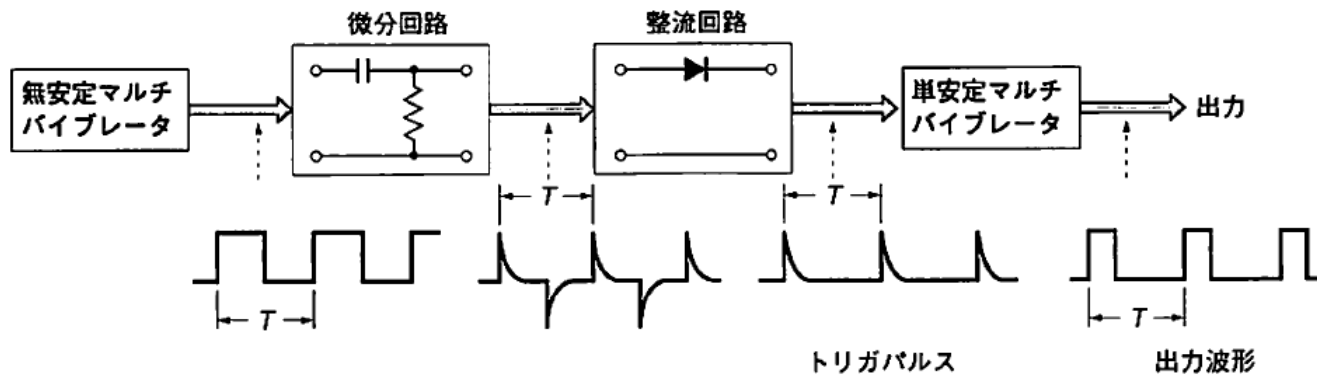 微分回路
整流回路
無安定マルチ
バイブレータ
単安定マルチ
バイブレータ
出力
T
T
T
T
トリガパルス
出力波形